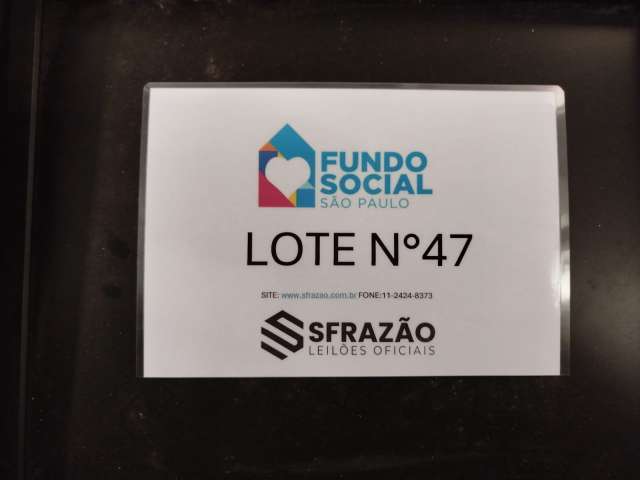 FUNDO
SOCIAL
SÃO PAULO
LOTE N°47
SITE: www.sfrazao.com.br FONE:11-2424-8373
SFRAZÃO
LEILÕES OFICIAIS